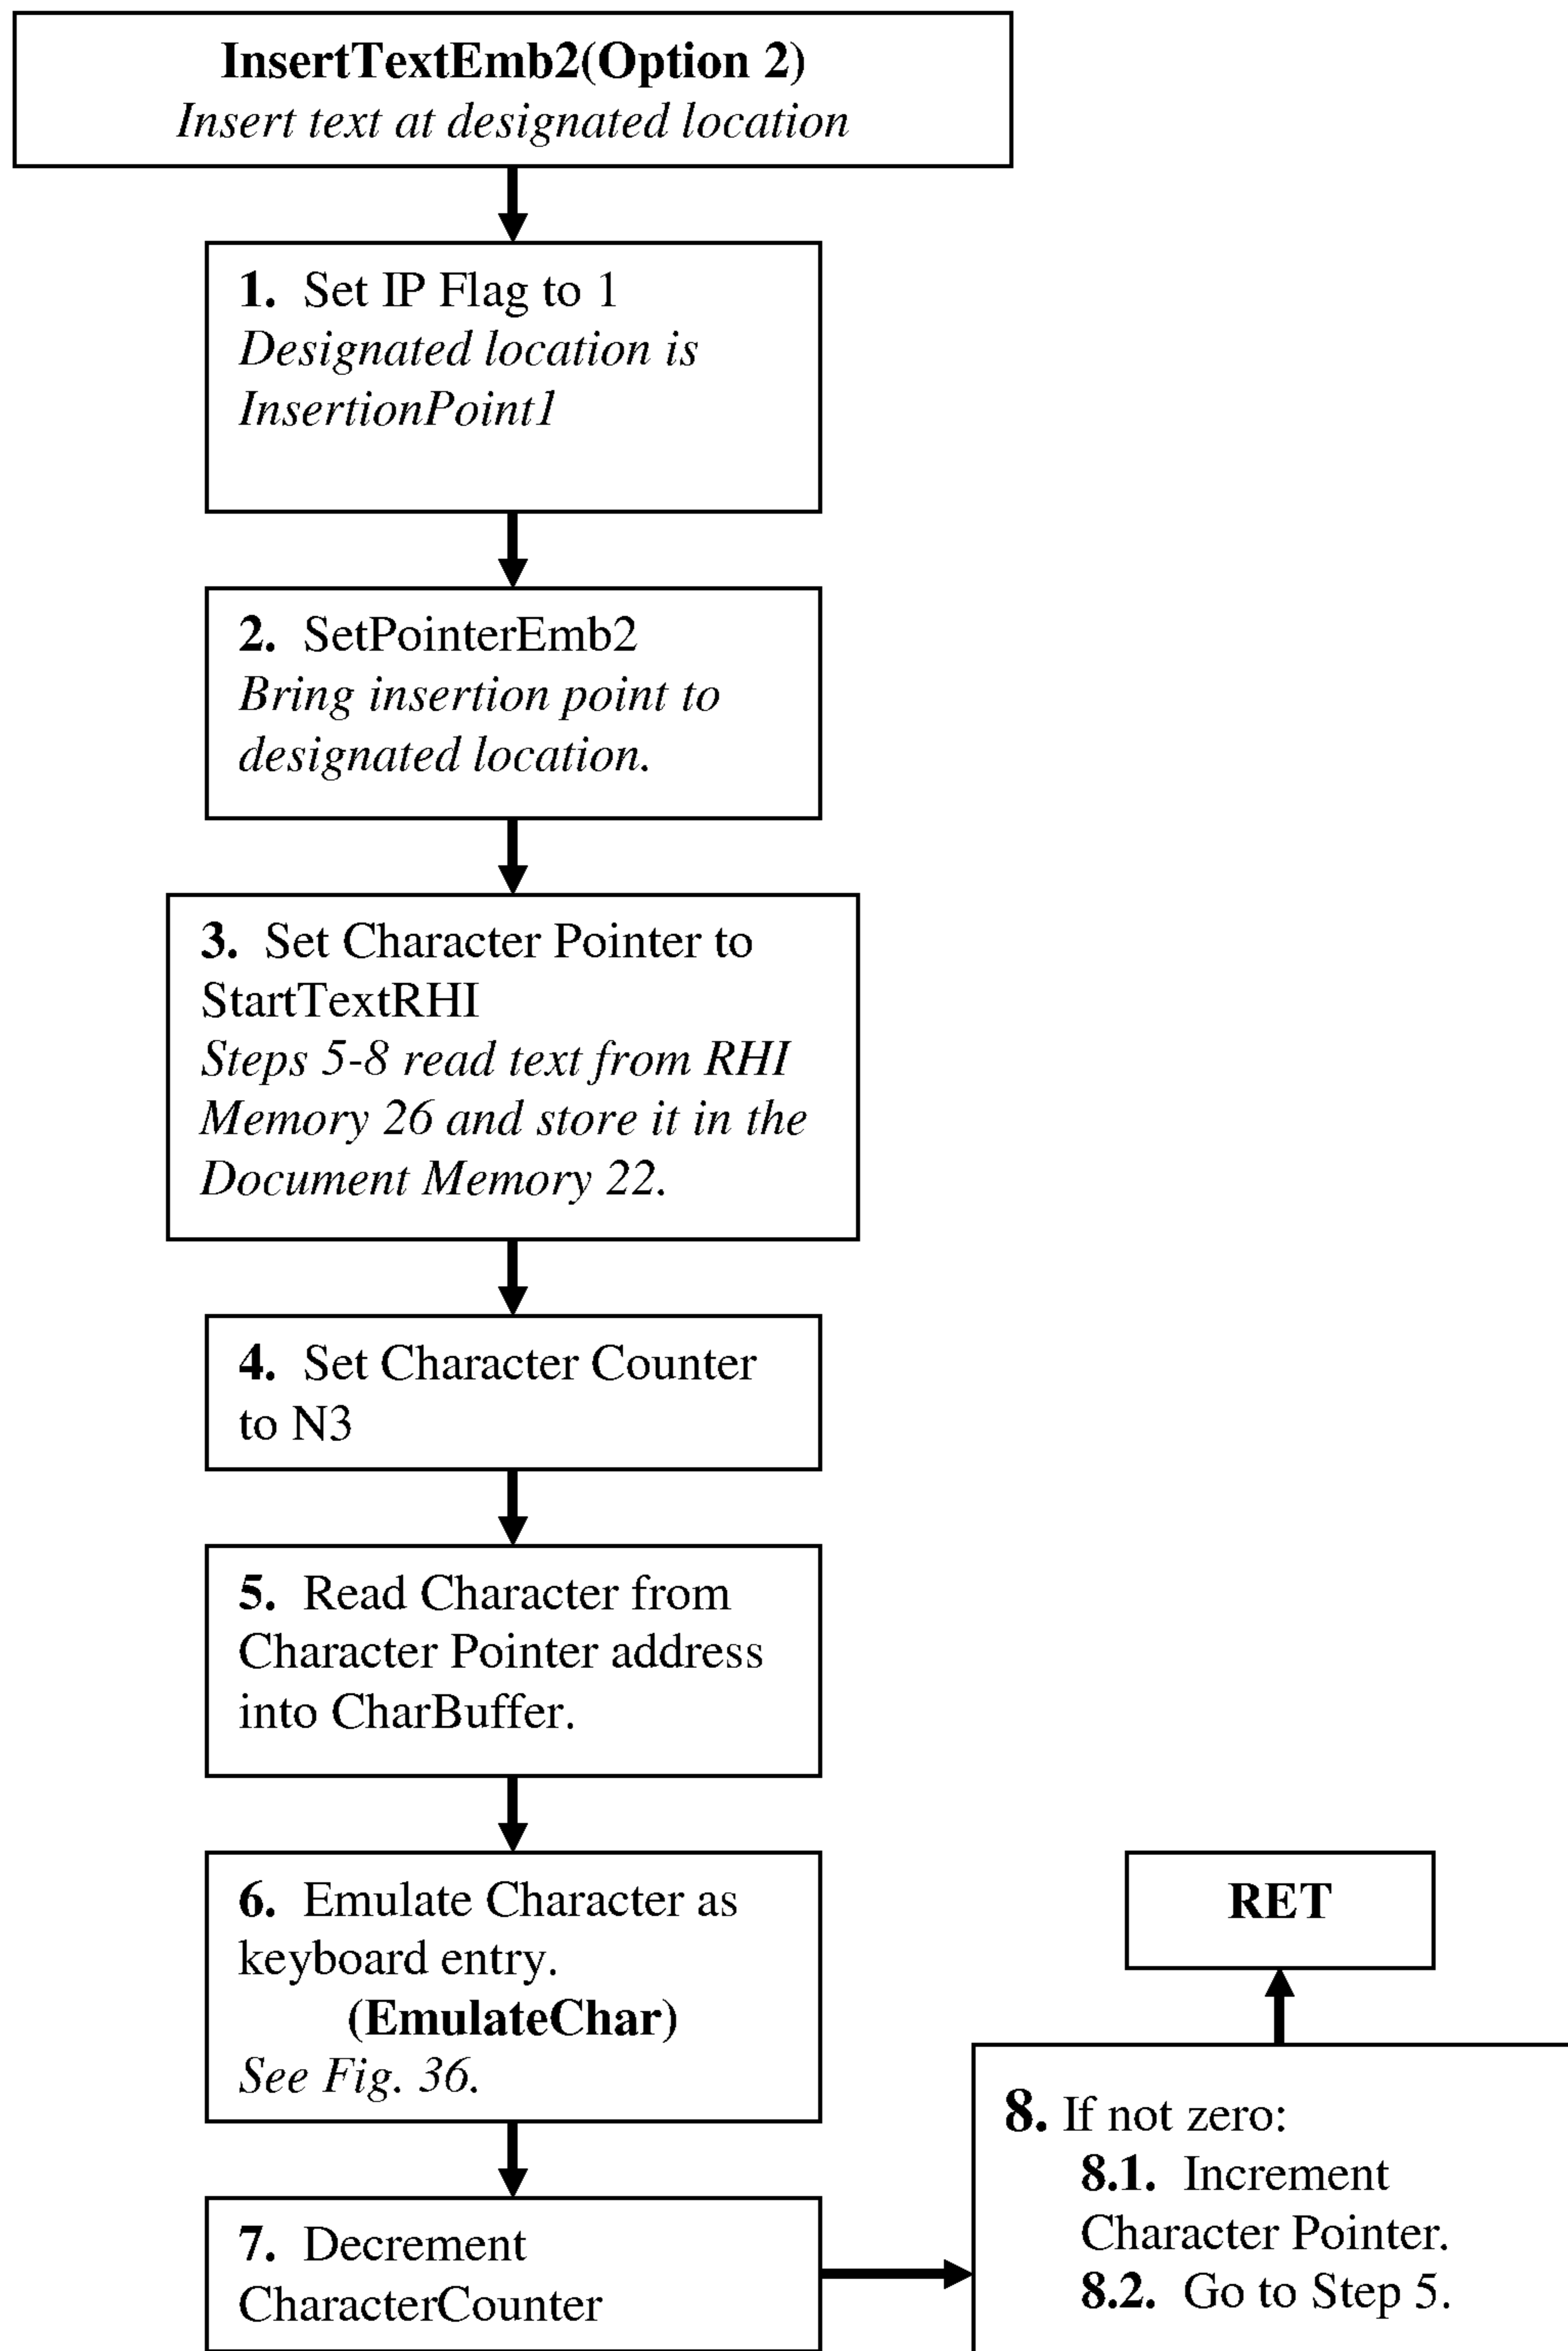 InsertTextEmb2(Option 2)
Insert text at designated location
1. Set IP Flag to 1
Designated location is
InsertionPoint1
2. SetPointerEmb2
Bring insertion point to
designated location.
3. Set Character Pointer to
StartTextRHI
Steps 5-8 read text from RHI
Memory 26 and store it in the
Document Memory 22.
4. Set Character Counter
to N3
5. Read Character from
Character Pointer address
into CharBuffer.
6. Emulate Character as
keyboard entry.
(EmulateChar)
See Fig. 36.
7. Decrement
CharacterCounter
RET
8. If not zero:
8.1. Increment
Character Pointer.
8.2. Go to Step 5.